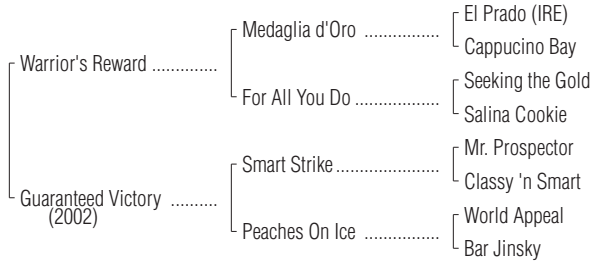 El Prado (IRE)
Medaglia d'Oro ................
Cappucino Bay
Warrior's Reward .............
Seeking the Gold
For All You Do ..................
Salina Cookie
Mr. Prospector
Smart Strike......................
Classy 'n Smart
Guaranteed Victory ..........
(2002)
World Appeal
Peaches On Ice ................
Bar Jinsky